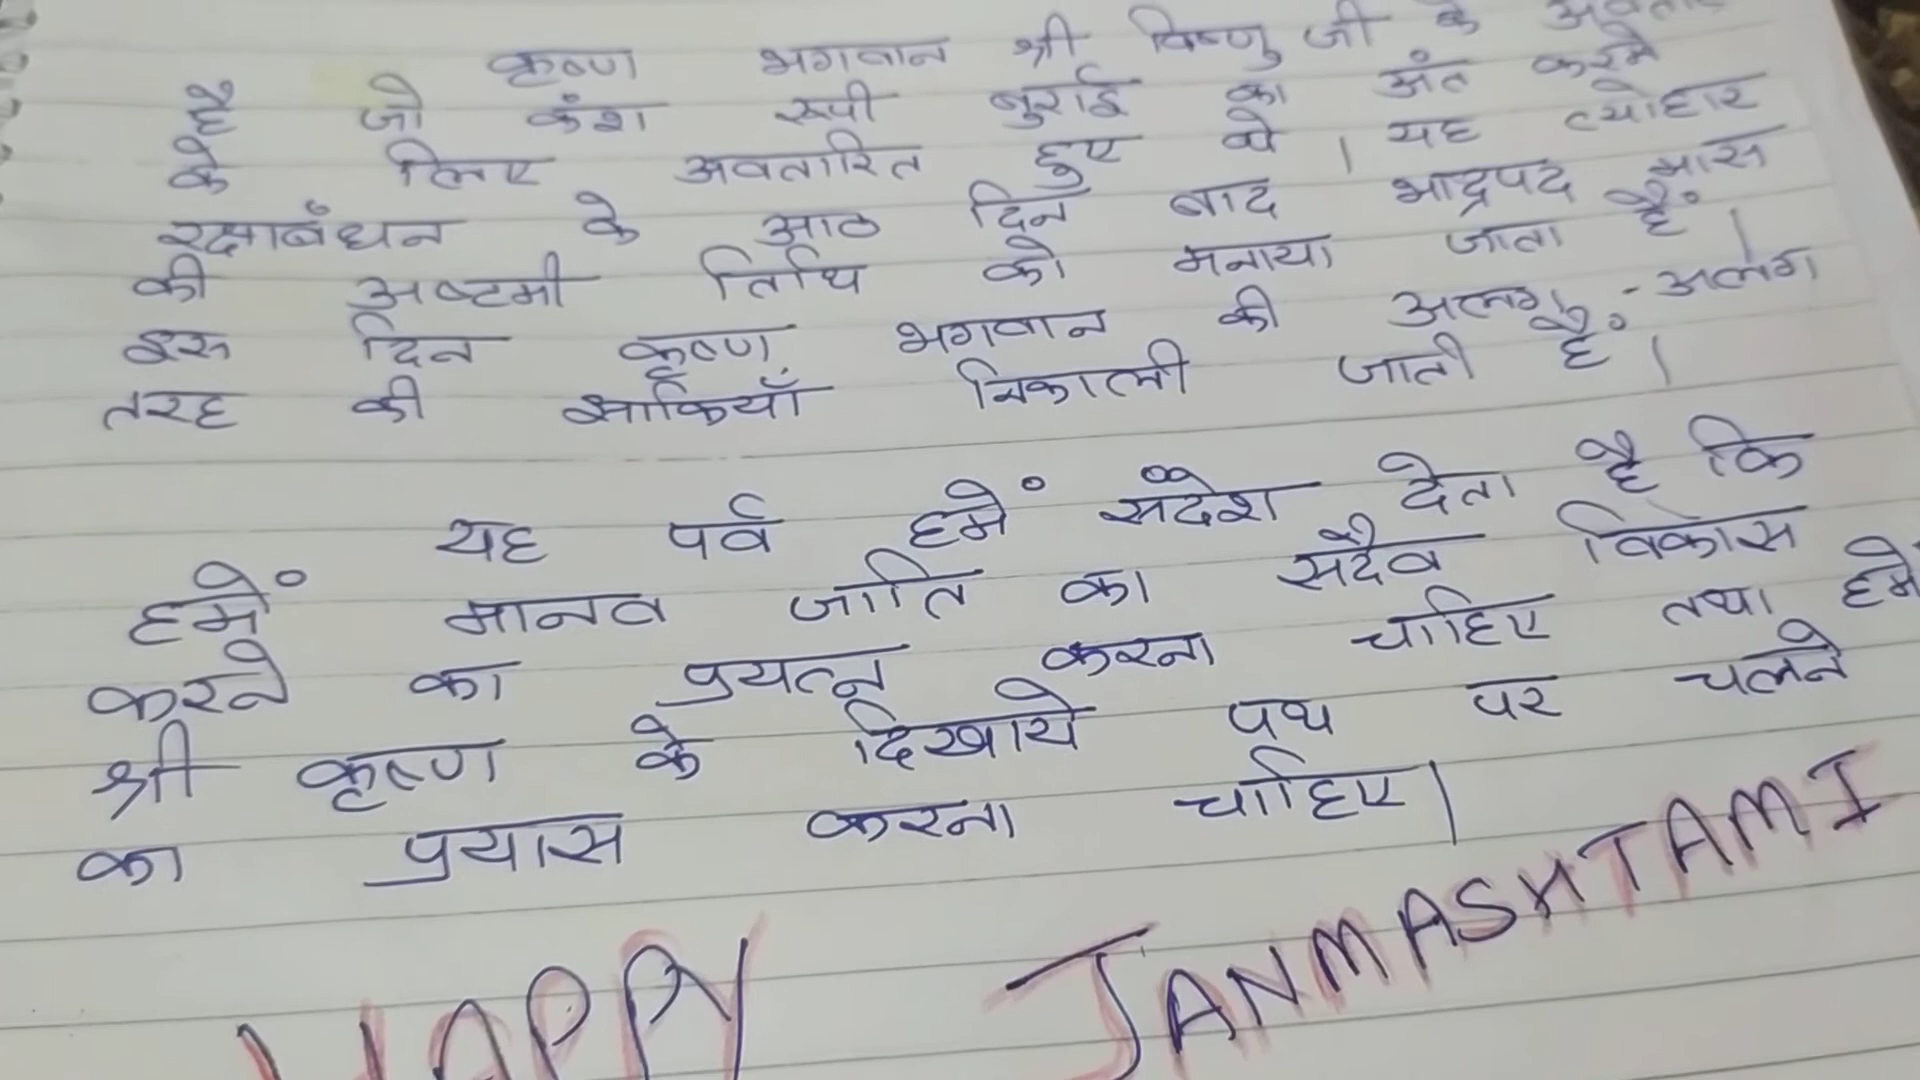 कृष्ण भगवान श्री विष्णु जी के अवतार
है जो कंश रूपी बुराई का अंत करने
के लिए अवतारित हुए थे । यह त्योहार
रक्षाबंधन के आठ दिन बाद भाद्रपद मास
की अष्टमी तिथि को मनाया जाता हैं ।
इस दिन कृष्ण भगवान की अलग - अलग
तरह की झाकियाँ निकाली जाती हैं ।
यह पर्व हमें संदेश देता है कि
हमें मानव जाति का सदैव विकास
करने का प्रयत्न करना चाहिए तथा हमे
श्री कृष्ण के दिखाये पथ पर चलने
का प्रयास करना चाहिए |
HAPPY JANMASHTAMI